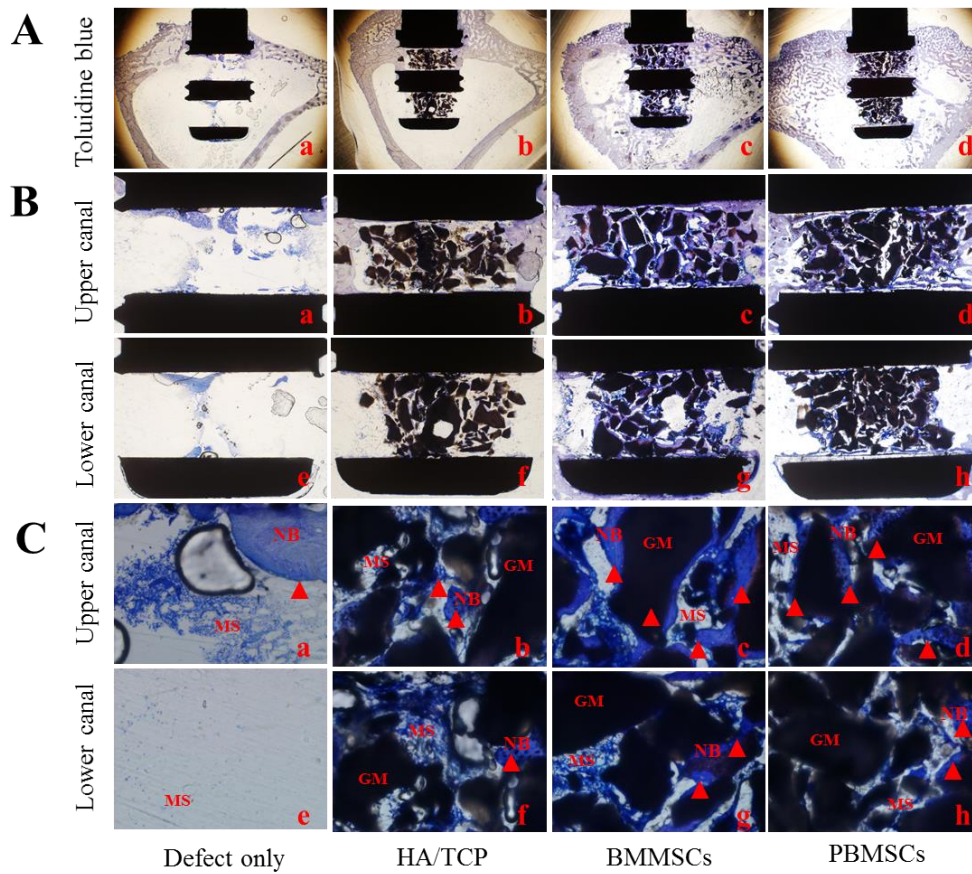 A
Toluidine blue
a
b
c
d
B
Upper canal
a
b
c
d
Lower canal
e
f
g
h
C
Upper canal
NB
MS
a
MS
GM
NB
b
NB
GM
MS
c
MS
NB
GM
d
Lower canal
MS
e
MS
GM
NB
f
GM
MS
NB
g
NB
GM
MS
h
Defect only
HA/TCP
BMMSCs
PBMSCs